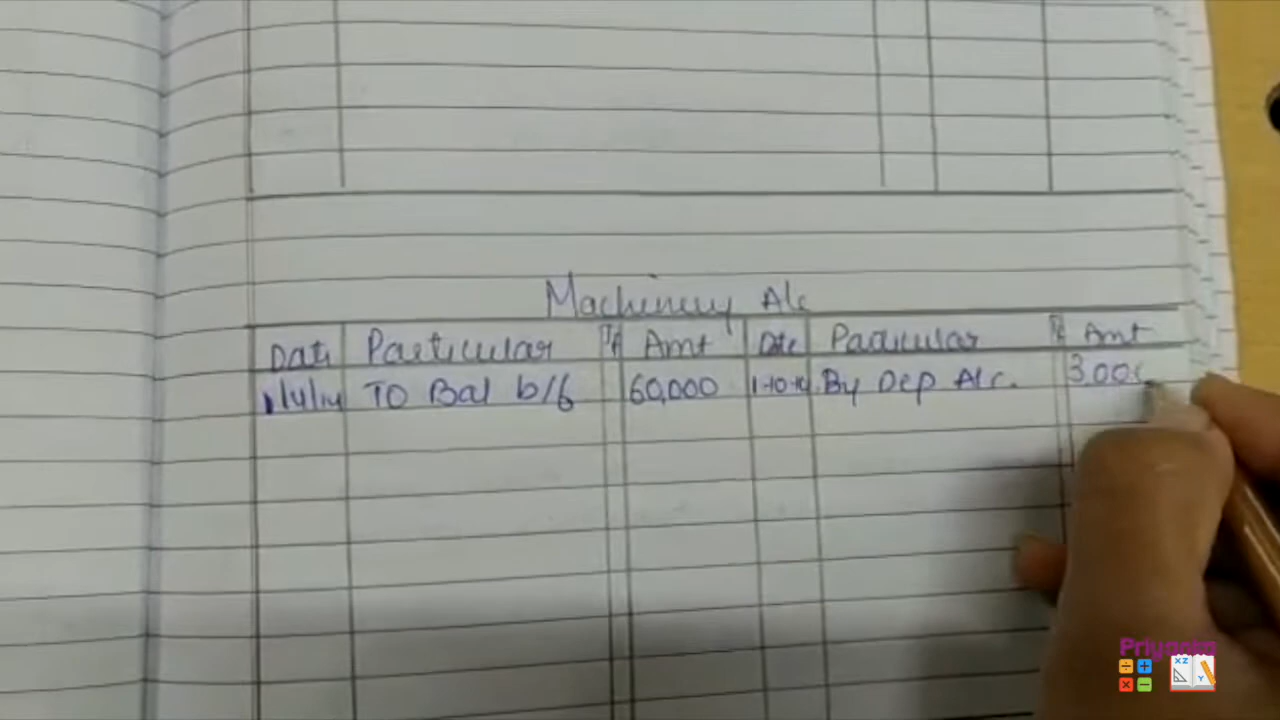 Machinery A/c
Date Particular Amt Date Particular Amt
1/4/14 TO Bal b/f 60,000 1-10-14 By Dep A/c. 3,000
Priyanka